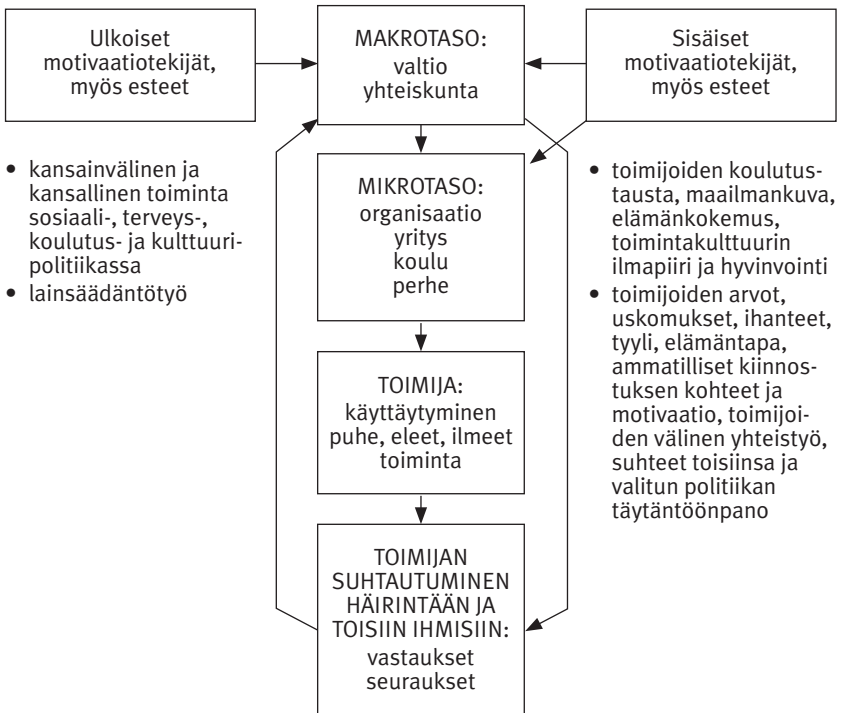 Ulkoiset
motivaatiotekijät,
myös esteet
MAKROTASO:
valtio
yhteiskunta
Sisäiset
motivaatiotekijät,
myös esteet
• kansainvälinen ja
kansallinen toiminta
sosiaali-, terveys-,
koulutus- ja kulttuuri-
politiikassa
• lainsäädäntötyö
MIKROTASO:
organisaatio
yritys
koulu
perhe
• toimijoiden koulutus-
tausta, maailmankuva,
elämänkokemus,
toimintakulttuurin
ilmapiiri ja hyvinvointi
• toimijoiden arvot,
uskomukset, ihanteet,
tyyli, elämäntapa,
ammatilliset kiinnos-
tuksen kohteet ja
motivaatio, toimijoi-
den välinen yhteistyö,
suhteet toisiinsa ja
valitun politiikan
täytäntöönpano
TOIMIJA:
käyttäytyminen
puhe, eleet, ilmeet
toiminta
TOIMIJAN
SUHTAUTUMINEN
HÄIRINTÄÄN JA
TOISIIN IHMISIIN:
vastaukset
seuraukset